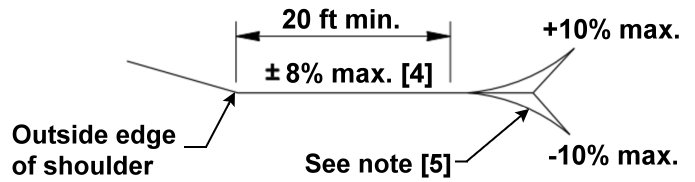 20 ft min.
+10% max.
± 8% max. [4]
Outside edge
of shoulder
See note [5]
-10% max.